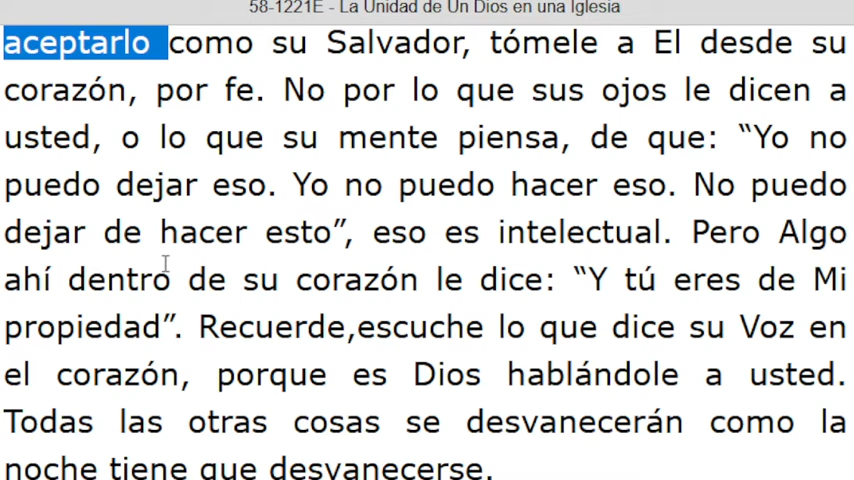 58-1221E - La Unidad de Un Dios en una Iglesia
aceptarlo como su Salvador, tómele a El desde su
corazón, por fe. No por lo que sus ojos le dicen a
usted, o lo que su mente piensa, de que: “Yo no
puedo dejar eso. Yo no puedo hacer eso. No puedo
dejar de hacer esto”, eso es intelectual. Pero Algo
ahí dentro de su corazón le dice: “Y tú eres de Mi
propiedad”. Recuerde,escuche lo que dice su Voz en
el corazón, porque es Dios hablándole a usted.
Todas las otras cosas se desvanecerán como la
noche tiene que desvanecerse.